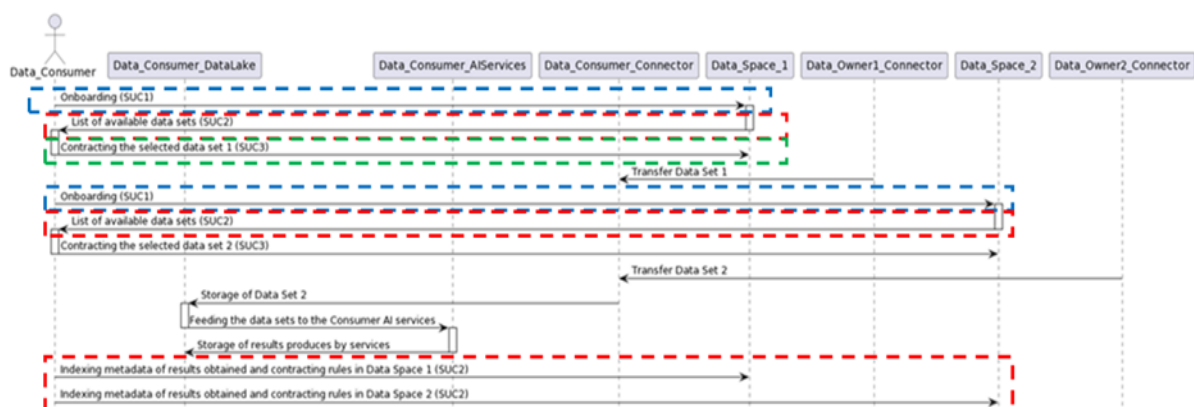 Data_Consumer
Data_Consumer_DataLake
Data_Consumer_AIServices
Data_Consumer_Connector
Data_Space_1
Data_Owner1_Connector
Data_Space_2
Data_Owner2_Connector
Onboarding (SUC1)
List of available data sets (SUC2)
Contracting the selected data set 1 (SUC3)
Transfer Data Set 1
Onboarding (SUC1)
List of available data sets (SUC2)
Contracting the selected data set 2 (SUC3)
Transfer Data Set 2
Storage of Data Set 2
Feeding the data sets to the Consumer AI services
Storage of results produces by services
Indexing metadata of results obtained and contracting rules in Data Space 1 (SUC2)
Indexing metadata of results obtained and contracting rules in Data Space 2 (SUC2)